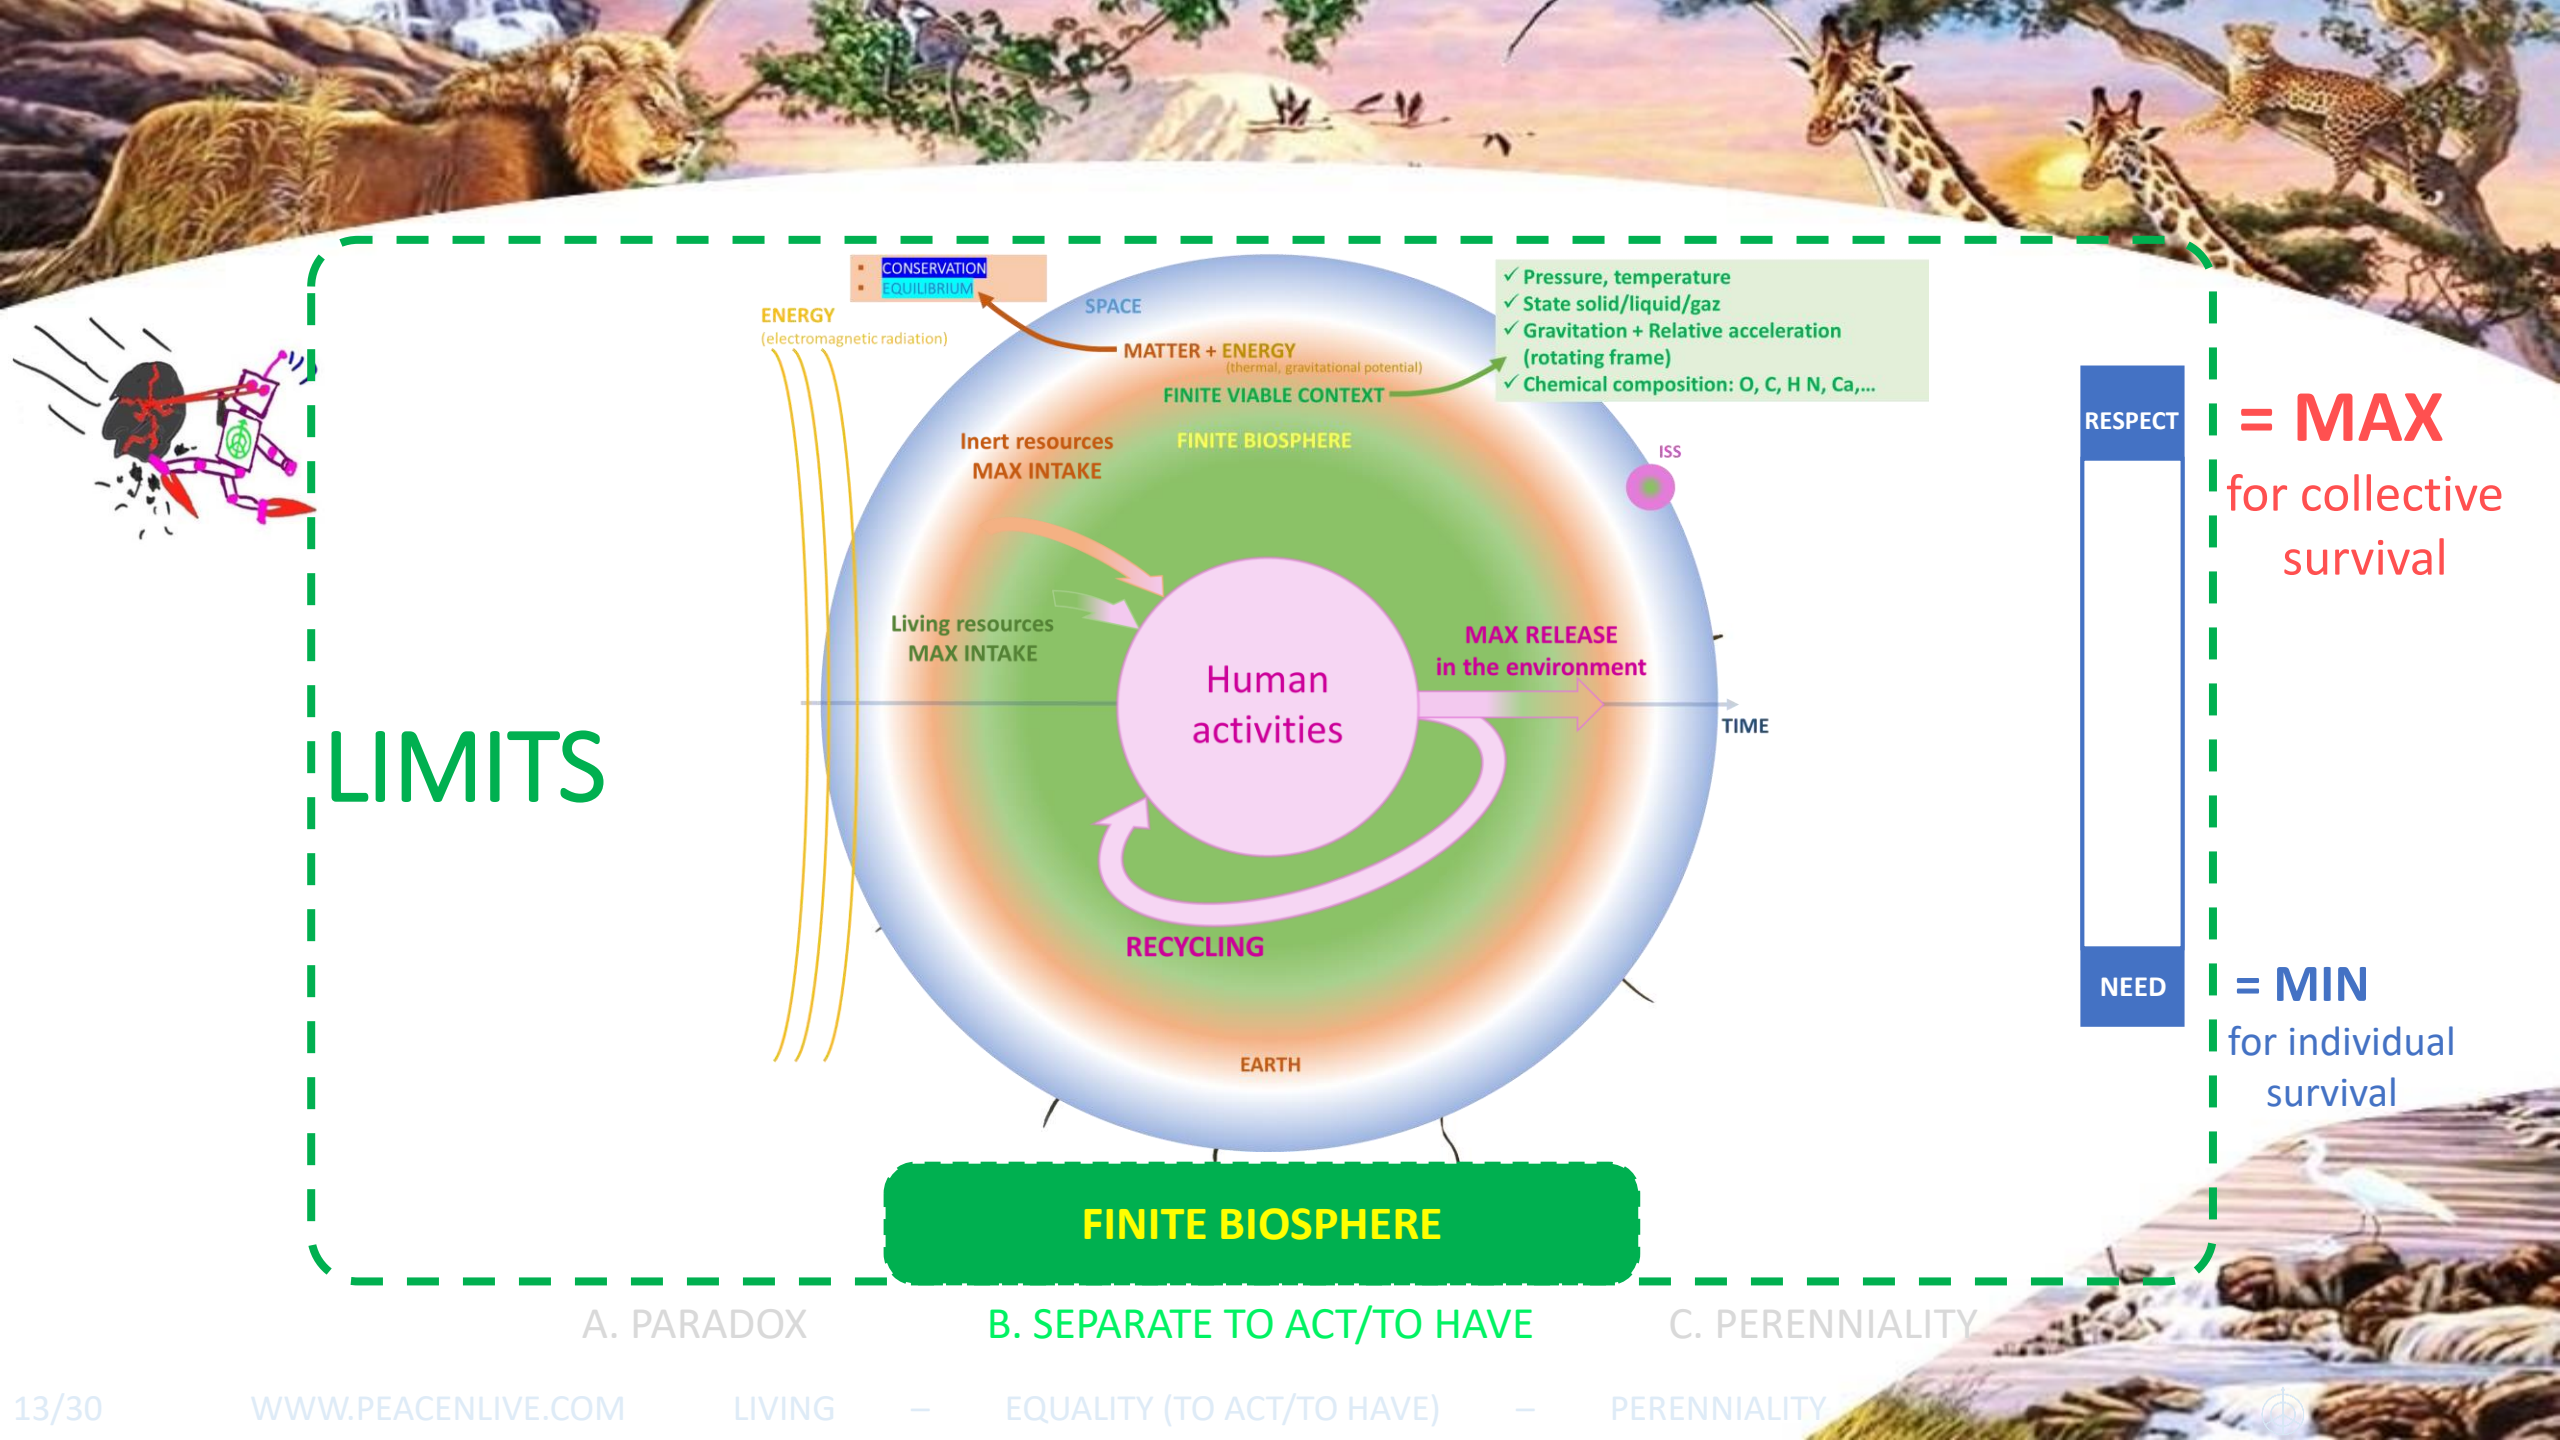 CONSERVATION
EQUILIBRIUM
ENERGY
(electromagnetic radiation)
SPACE
MATTER + ENERGY
(thermal, gravitational potential)
FINITE VIABLE CONTEXT
FINITE BIOSPHERE
✓ Pressure, temperature
✓ State solid/liquid/gaz
✓ Gravitation + Relative acceleration
(rotating frame)
✓ Chemical composition: O, C, H N, Ca,...
Inert resources
MAX INTAKE
ISS
Living resources
MAX INTAKE
Human
activities
MAX RELEASE
in the environment
TIME
RECYCLING
EARTH
LIMITS
RESPECT
= MAX
for collective
survival
NEED
= MIN
for individual
survival
FINITE BIOSPHERE
A. PARADOX
B. SEPARATE TO ACT/TO HAVE
C. PERENNIALITY
13/30
WWW.PEACENLIVE.COM
LIVING – EQUALITY (TO ACT/TO HAVE) – PERENNIALITY